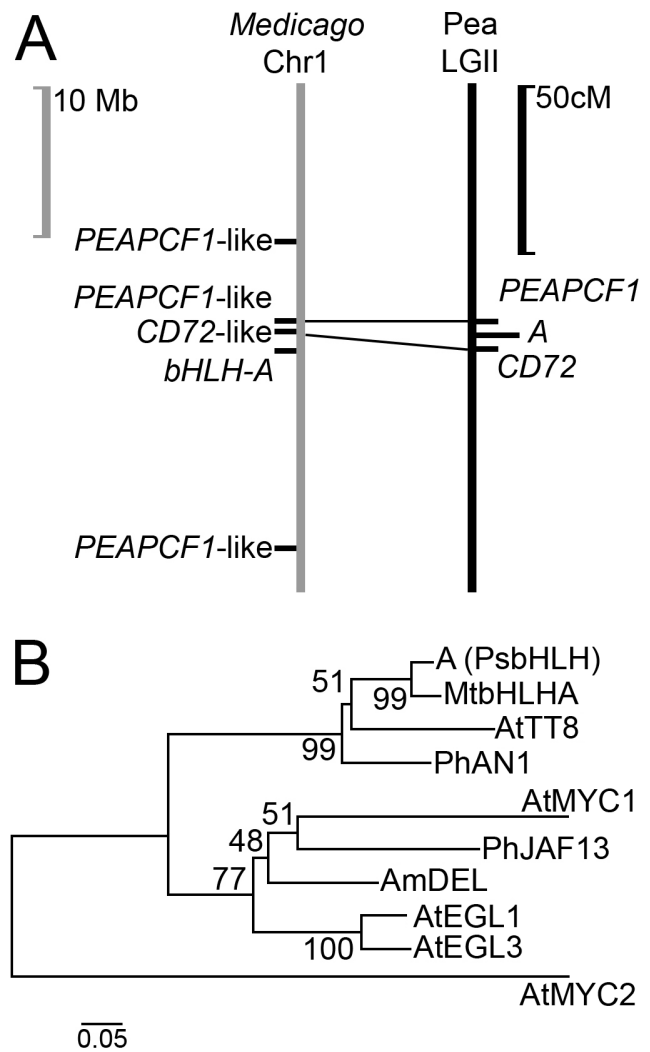 A
Medicago
Chr1
Pea
LGII
10 Mb
50cM
PEAPCF1-like
PEAPCF1-like
CD72-like
bHLH-A
PEAPCF1-like
PEAPCF1
A
CD72
B
A (PsbHLH)
51
99
MtbHLHA
AtTT8
99
PhAN1
AtMYC1
51
PhJAF13
48
AmDEL
77
AtEGL1
100
AtEGL3
AtMYC2
0.05